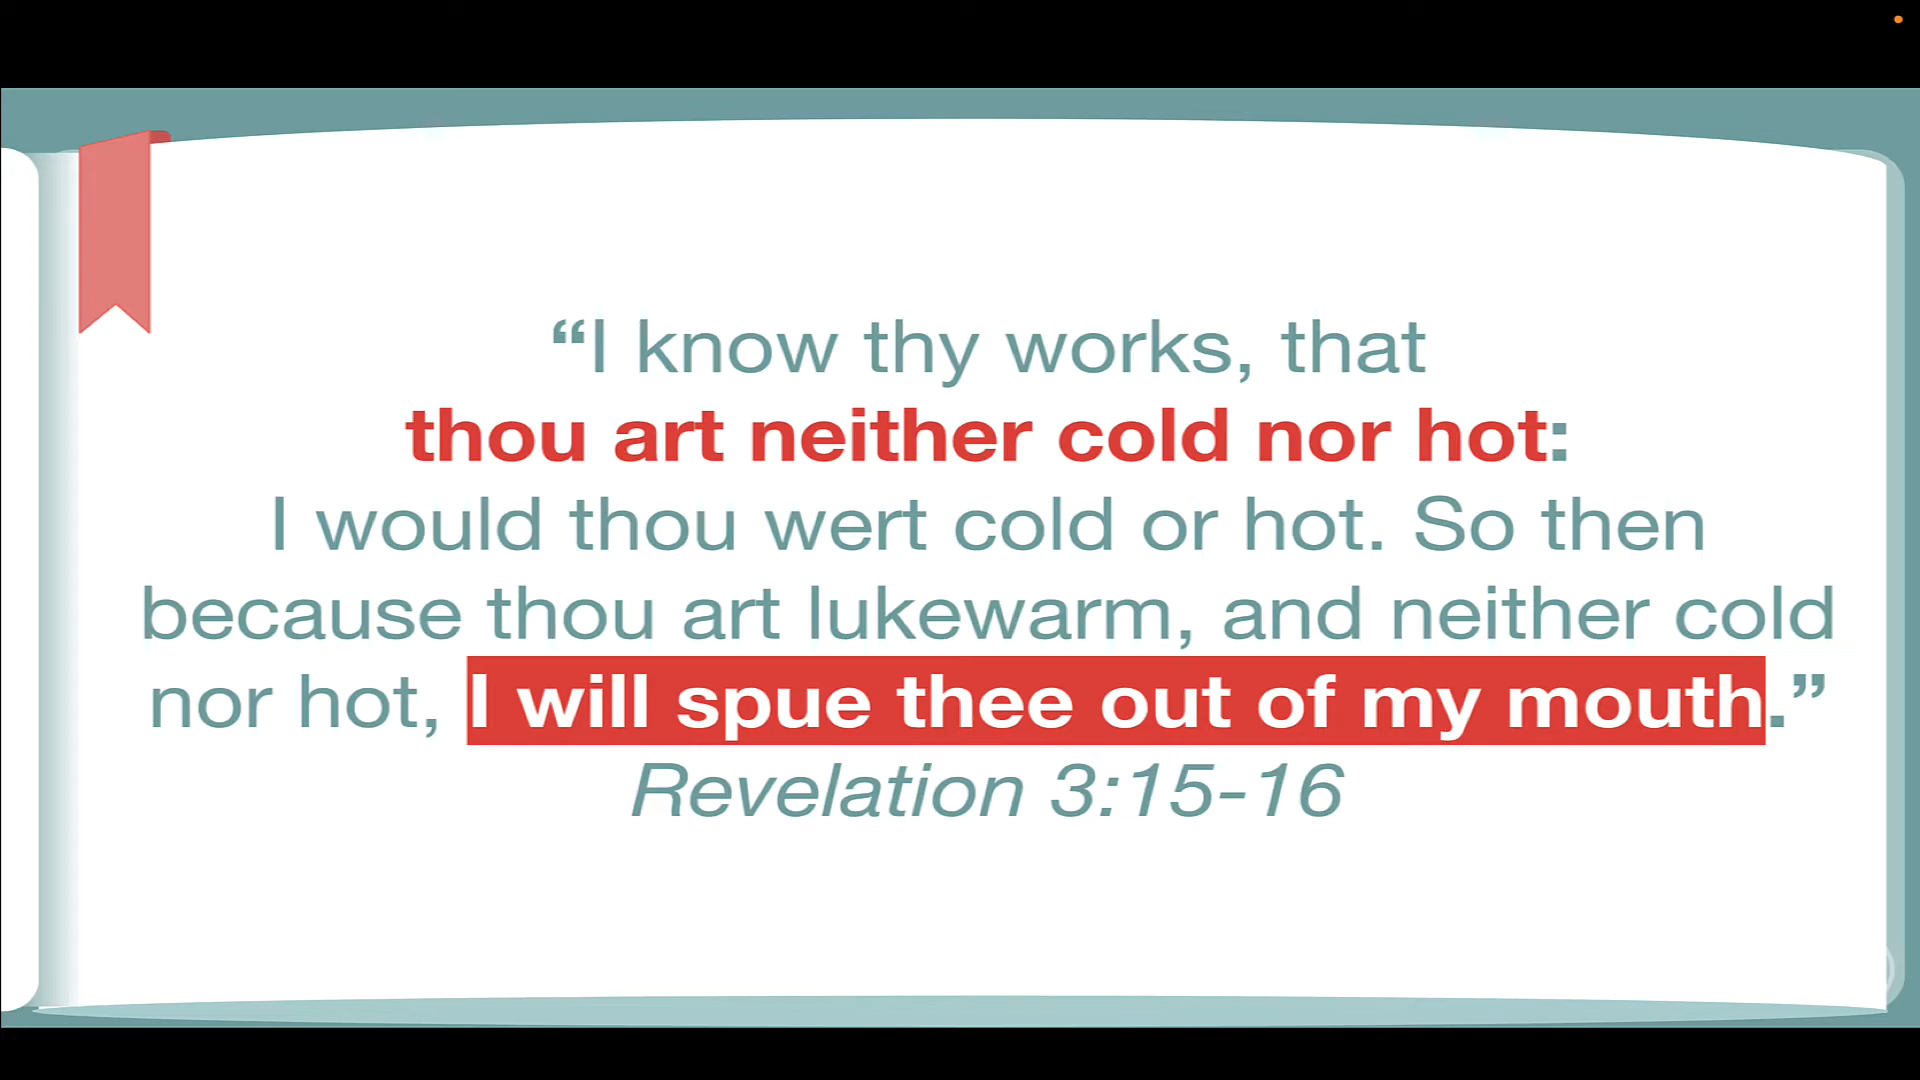 “I know thy works, that
thou art neither cold nor hot:
I would thou wert cold or hot. So then
because thou art lukewarm, and neither cold
nor hot, I will spue thee out of my mouth.”
Revelation 3:15-16